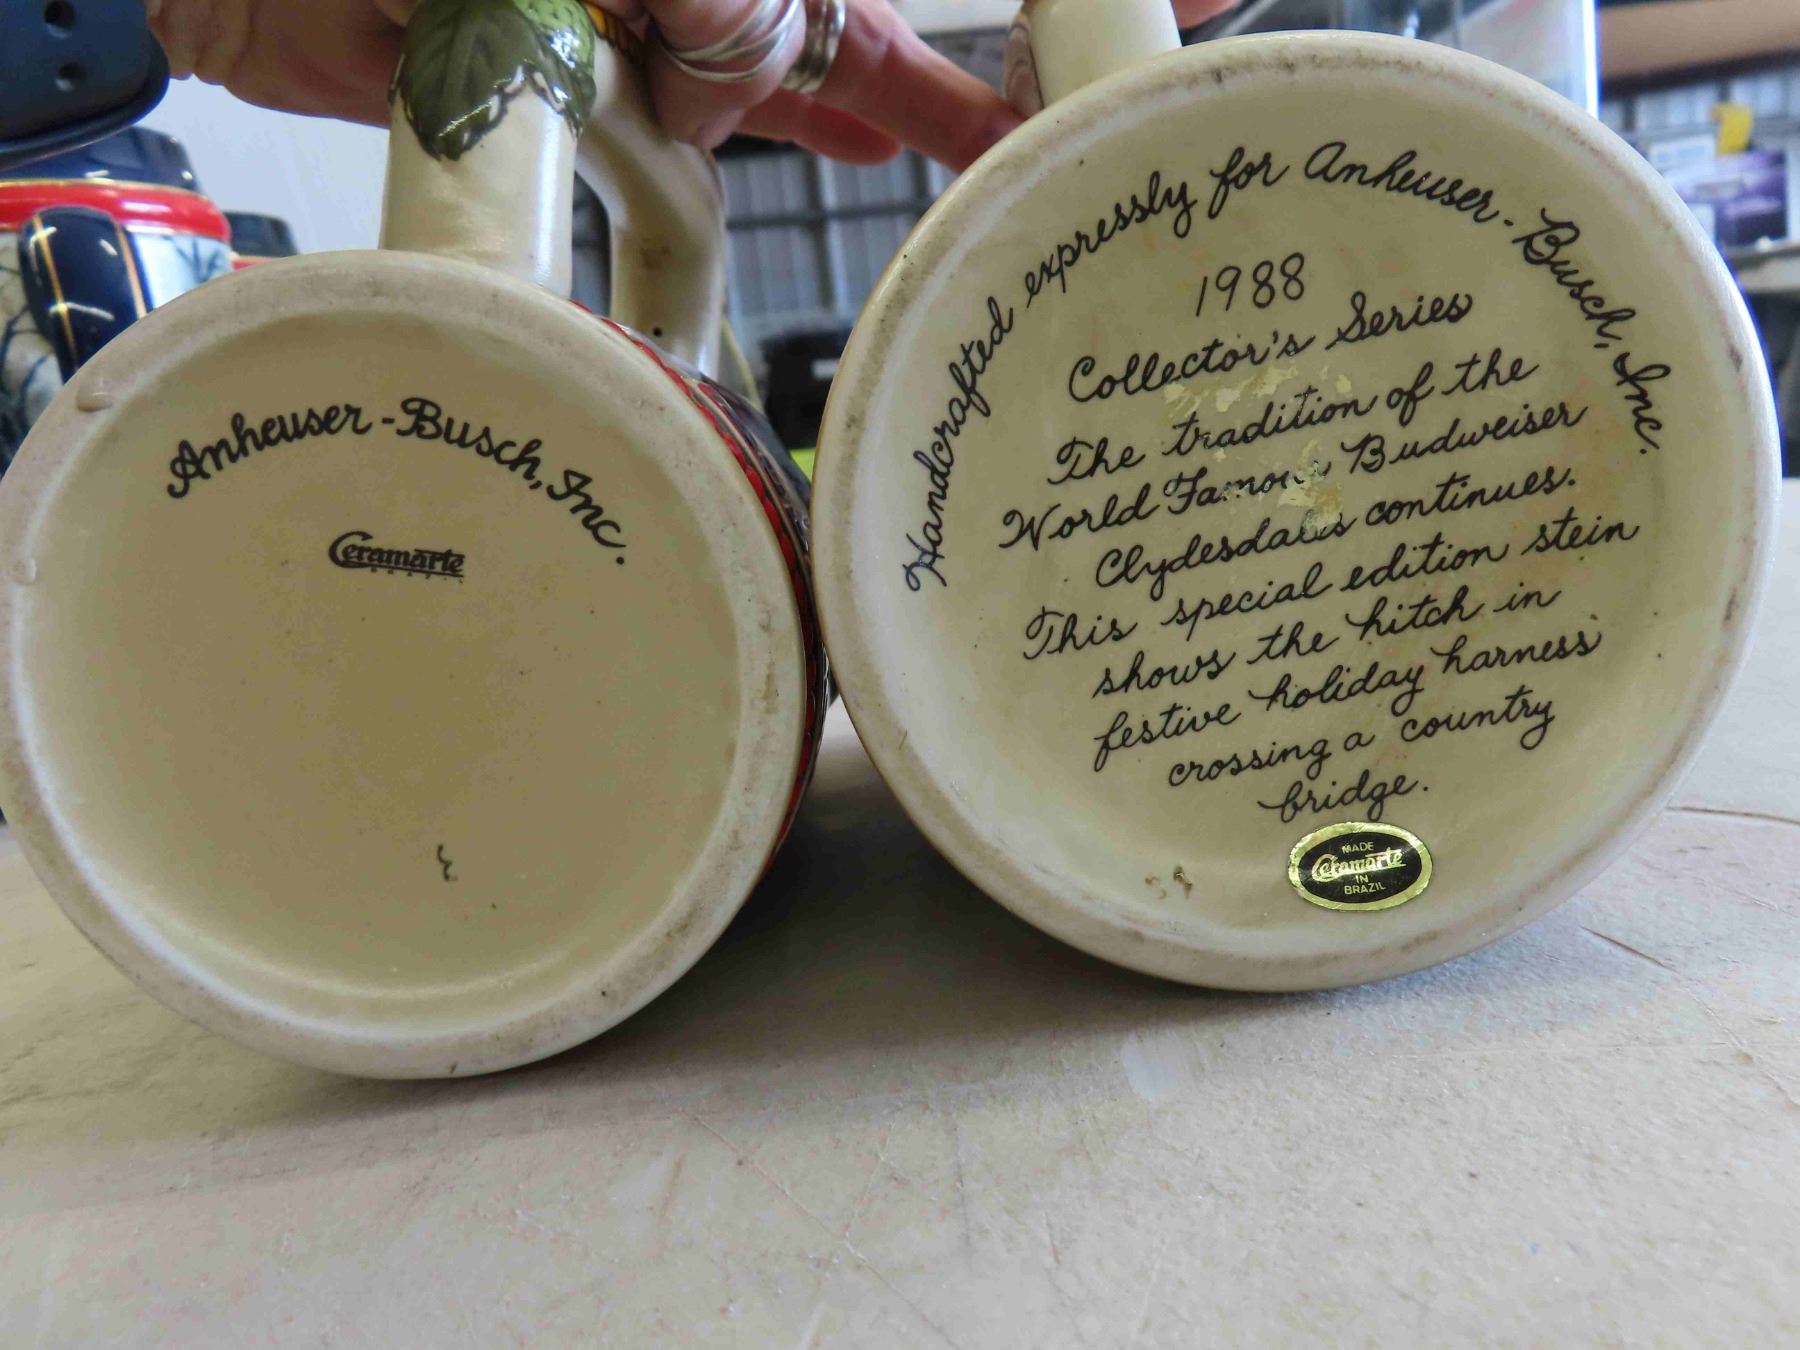 Anheuser-Busch, Inc.
Ceramarte
BRAZIL
Handcrafted expressly for Anheuser-Busch, Inc.
1988
Collector's Series
The tradition of the
World Famous Budweiser
Clydesdales continues.
This special edition stein
shows the hitch in
festive holiday harness
crossing a country
bridge.
MADE
Ceramarte
IN
BRAZIL